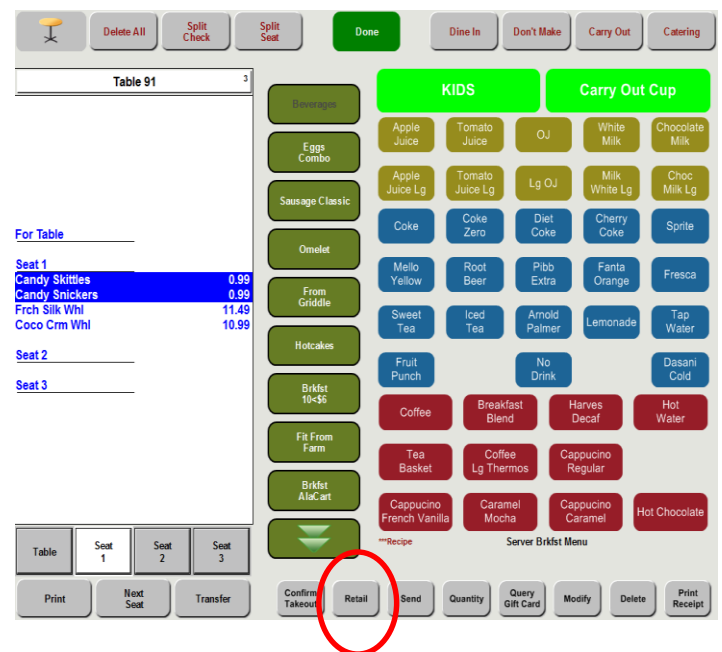 Delete All
Split
Check
Split
Seat
Done
Dine In
Don't Make
Carry Out
Catering
Table 91
3
For Table
Seat 1
Candy Skittles 0.99
Candy Snickers 0.99
Frch Silk Whl 11.49
Coco Crm Whl 10.99
Seat 2
Seat 3
Table
Seat
1
Seat
2
Seat
3
Print
Next
Seat
Transfer
Beverages
Eggs
Combo
Sausage Classic
Omelet
From
Griddle
Hotcakes
Brkfst
10<$6
Fit From
Farm
Brkfst
AlaCart
KIDS
Carry Out Cup
Apple
Juice
Tomato
Juice
OJ
White
Milk
Chocolate
Milk
Apple
Juice Lg
Tomato
Juice Lg
Lg OJ
Milk
White Lg
Choc
Milk Lg
Coke
Coke
Zero
Diet
Coke
Cherry
Coke
Sprite
Mello
Yellow
Root
Beer
Pibb
Extra
Fanta
Orange
Fresca
Sweet
Tea
Iced
Tea
Arnold
Palmer
Lemonade
Tap
Water
Fruit
Punch
No
Drink
Dasani
Cold
Coffee
Breakfast
Blend
Harves
Decaf
Hot
Water
Tea
Basket
Coffee
Lg Thermos
Cappucino
Regular
Cappucino
French Vanilla
Caramel
Mocha
Cappucino
Caramel
Hot Chocolate
***Recipe
Server Brkfst Menu
Confirm
Takeout
Retail
Send
Quantity
Query
Gift Card
Modify
Delete
Print
Receipt